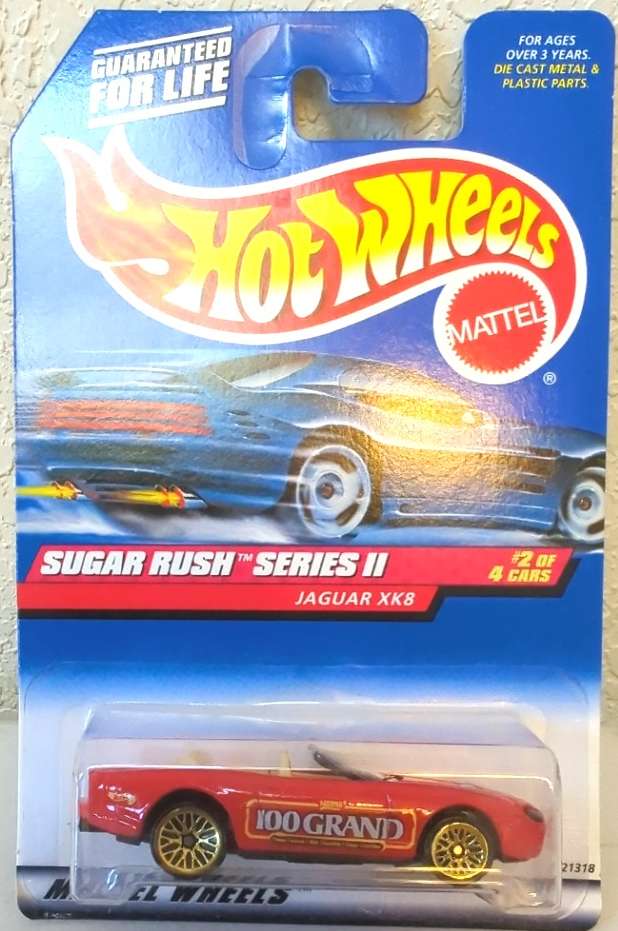 GUARANTEED
FOR LIFE
FOR AGES
OVER 3 YEARS.
DIE CAST METAL &
PLASTIC PARTS.
HOT WHEELS
MATTEL
®
SUGAR RUSH™ SERIES II
#2 OF
4 CARS
JAGUAR XK8
100 GRAND
21318
WHEELS